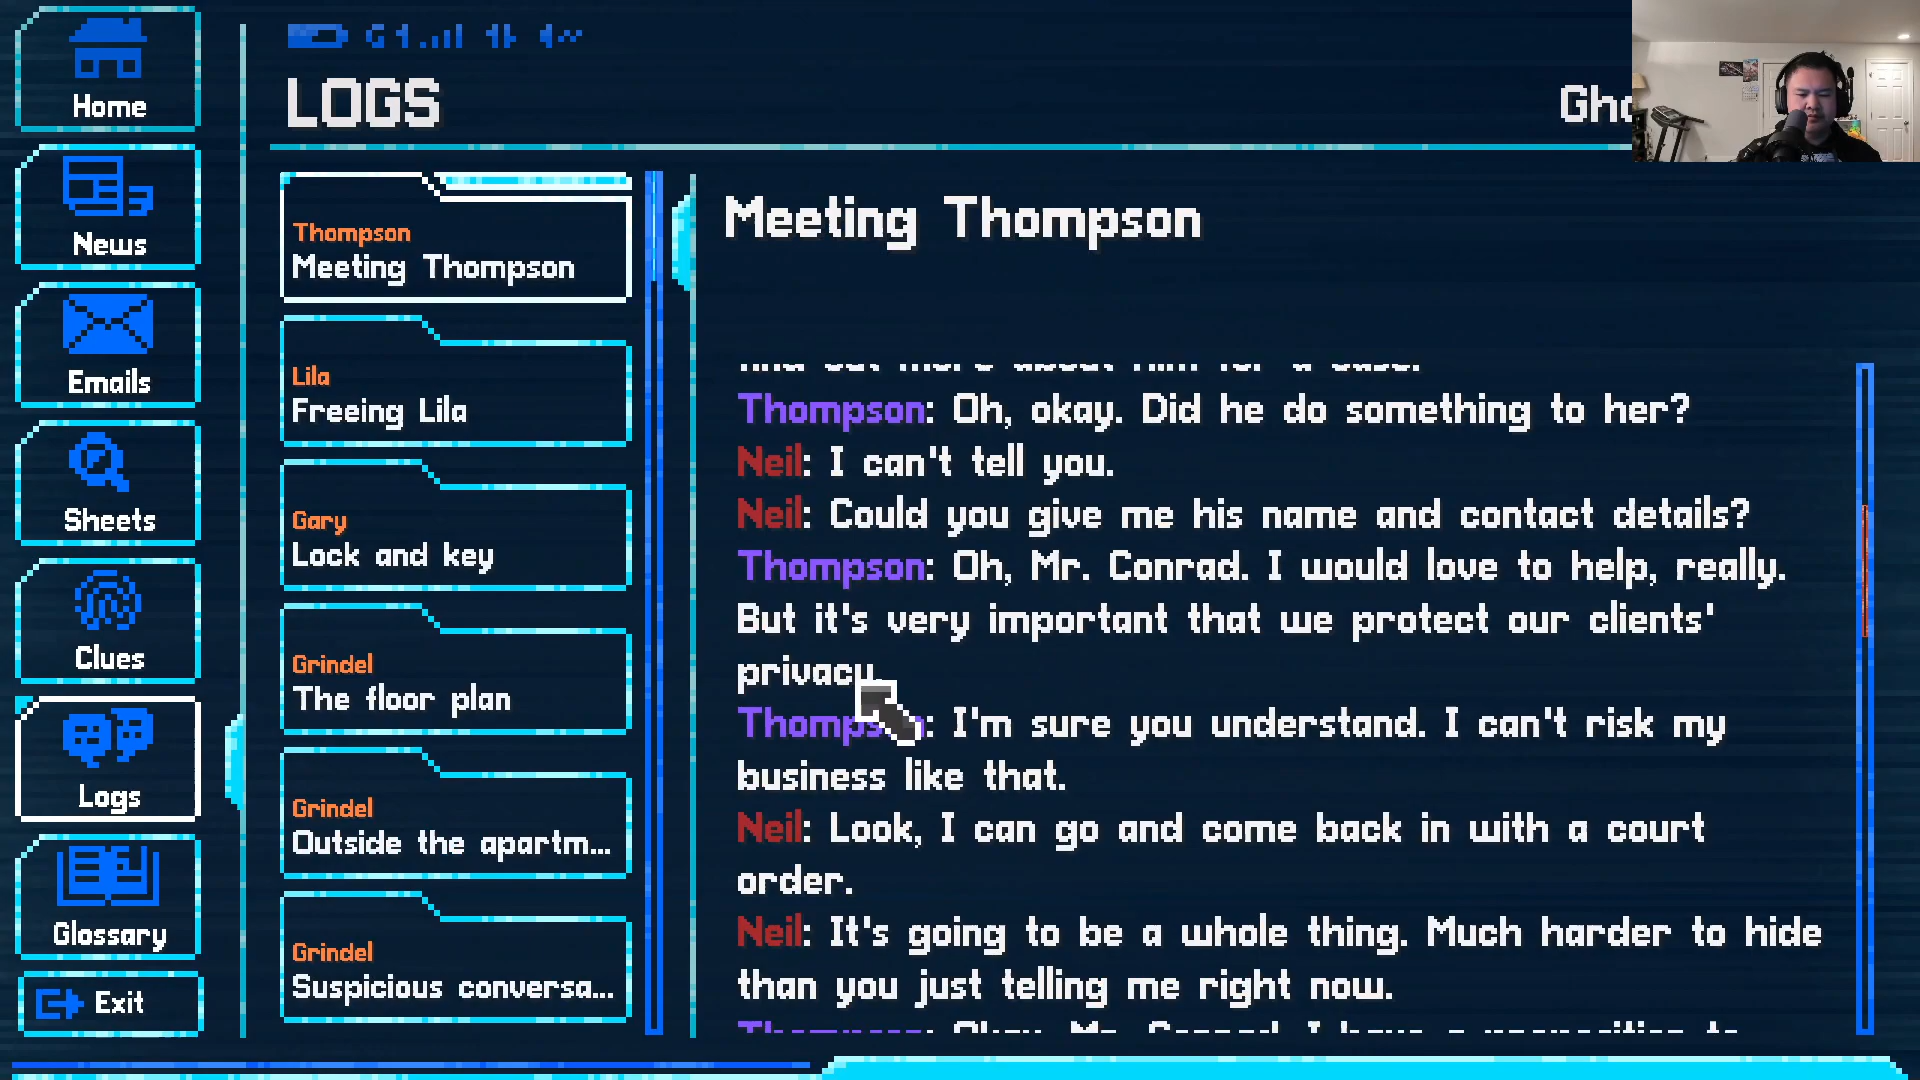 Home
News
Emails
Sheets
Clues
Logs
Glossary
Exit
LOGS
Thompson
Meeting Thompson
Lila
Freeing Lila
Gary
Lock and key
Grindel
The floor plan
Grindel
Outside the apartm...
Grindel
Suspicious conversa...
Meeting Thompson
Thompson: Oh, okay. Did he do something to her?
Neil: I can't tell you.
Neil: Could you give me his name and contact details?
Thompson: Oh, Mr. Conrad. I would love to help, really.
But it's very important that we protect our clients'
privacy.
Thompson: I'm sure you understand. I can't risk my
business like that.
Neil: Look, I can go and come back in with a court
order.
Neil: It's going to be a whole thing. Much harder to hide
than you just telling me right now.